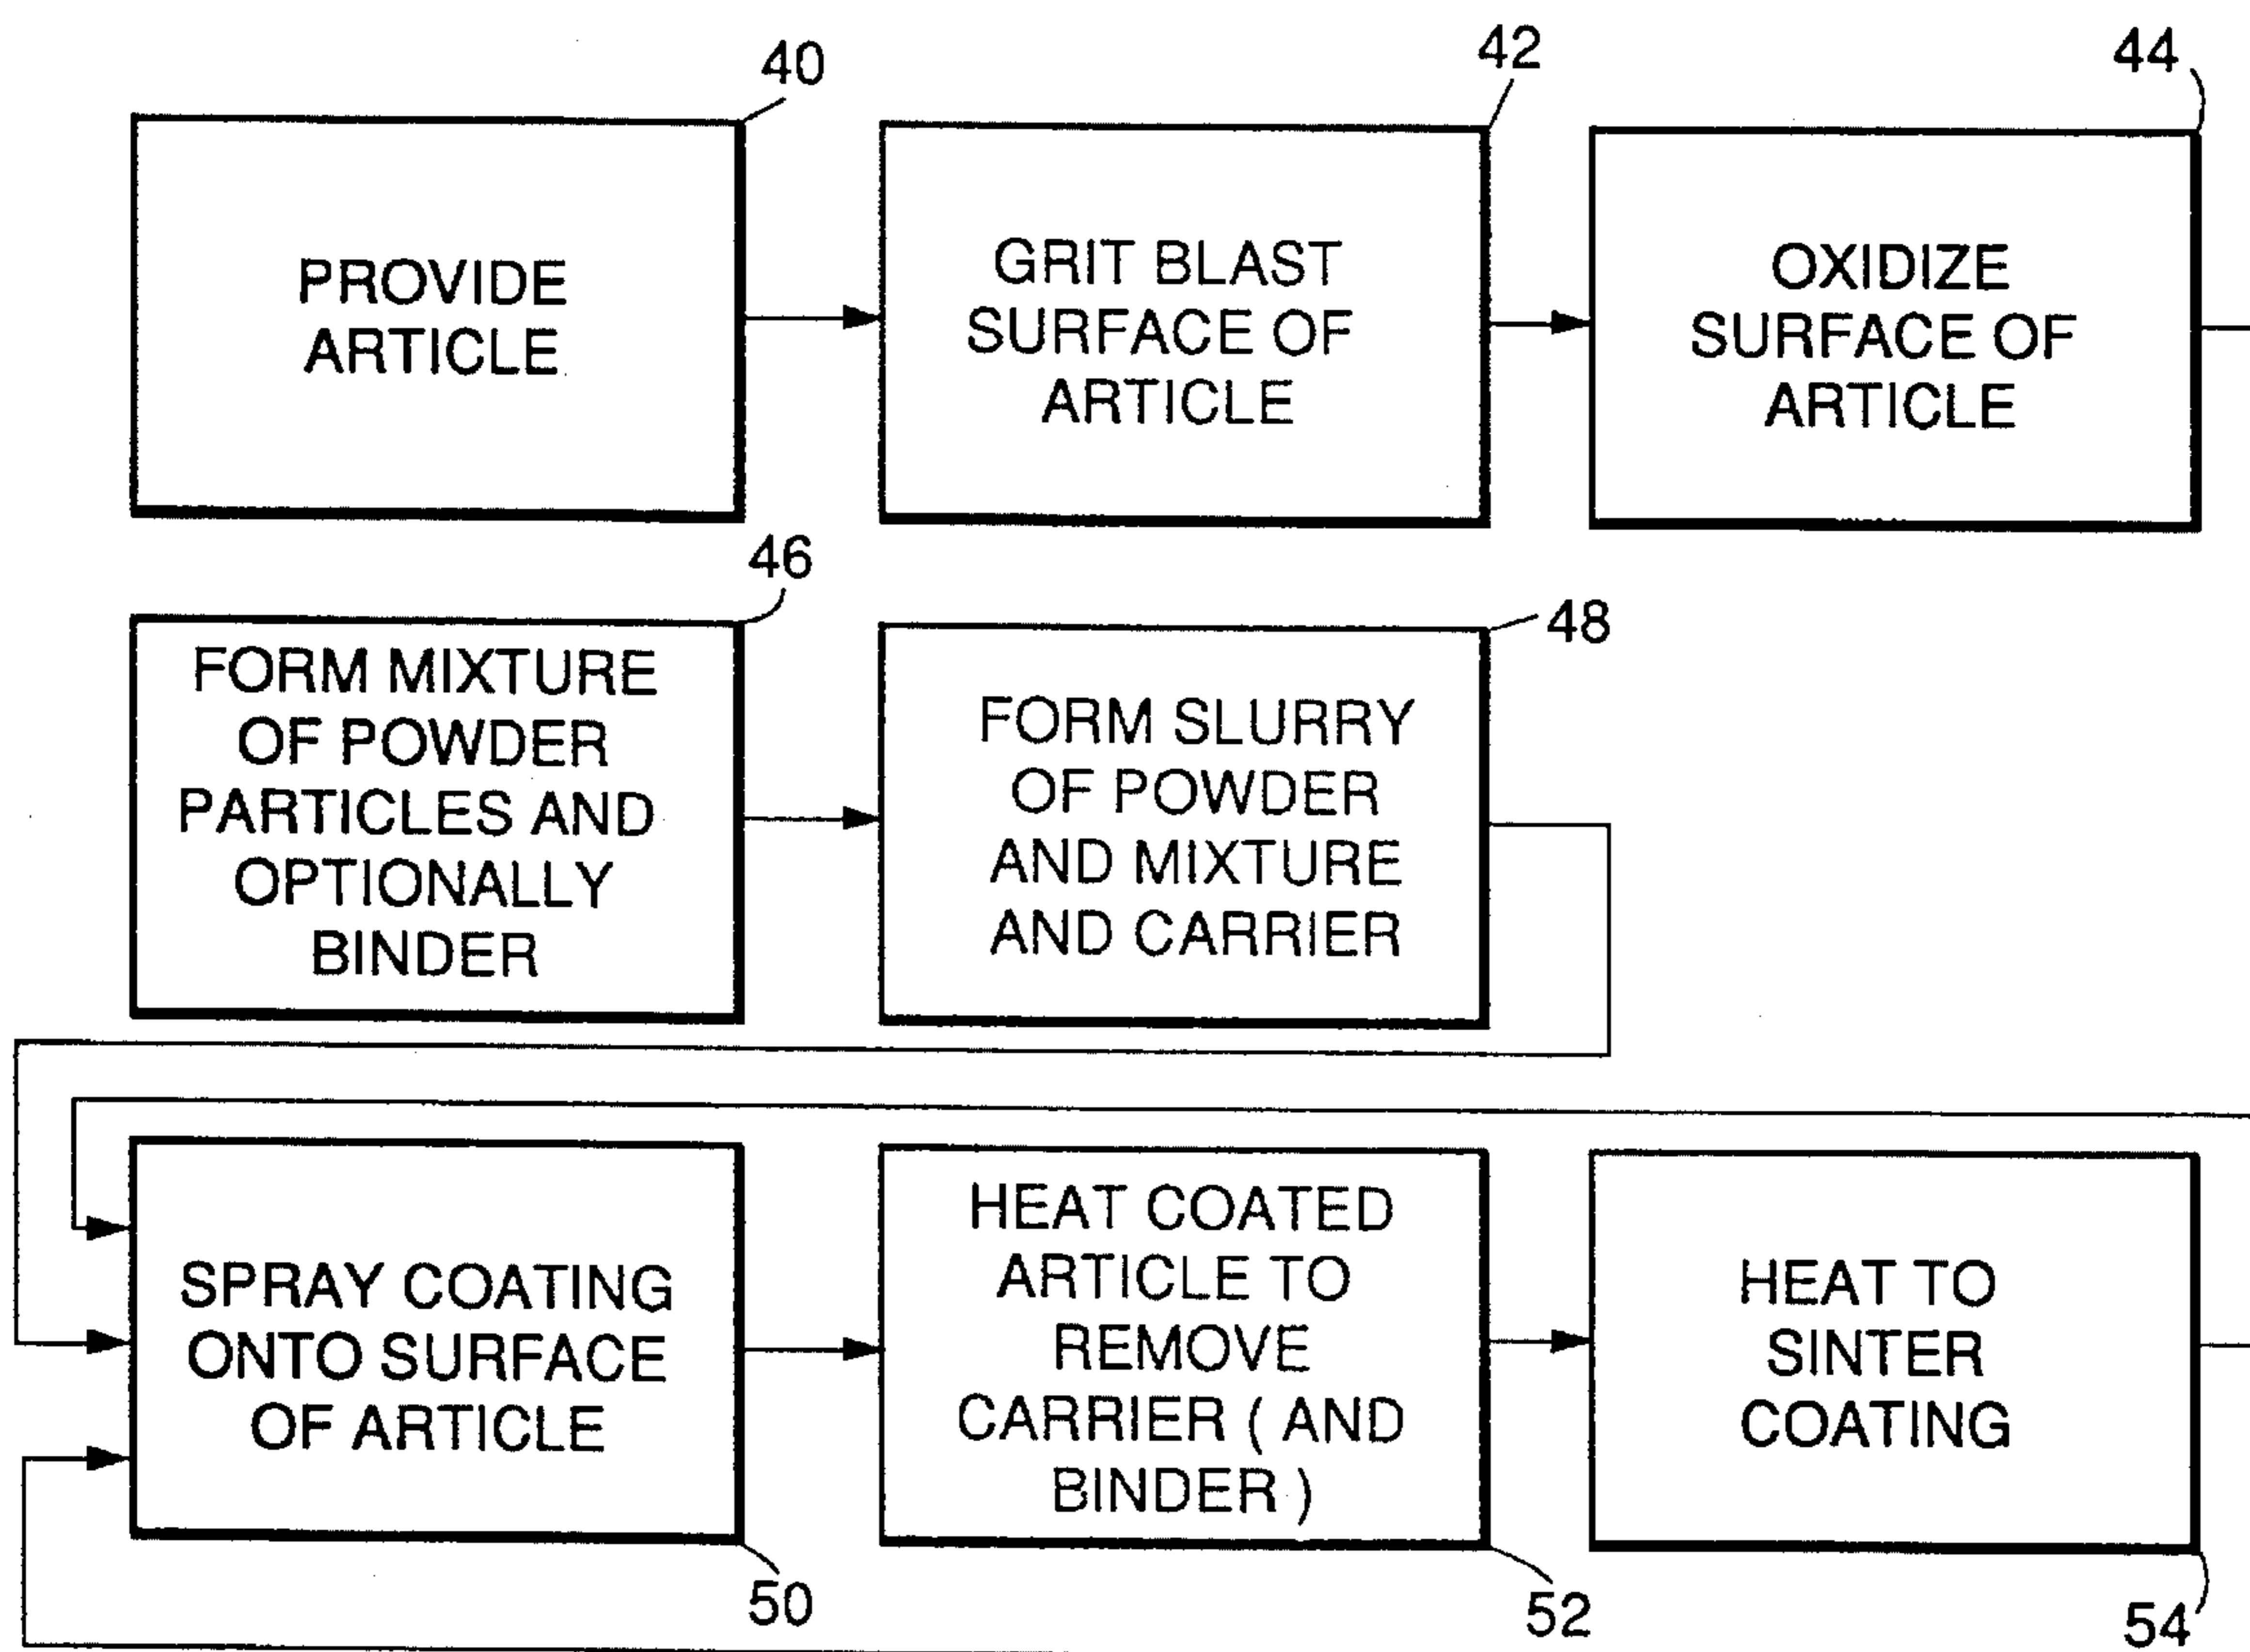 40
PROVIDE
ARTICLE
42
GRIT BLAST
SURFACE OF
ARTICLE
44
OXIDIZE
SURFACE OF
ARTICLE
46
FORM MIXTURE
OF POWDER
PARTICLES AND
OPTIONALLY
BINDER
48
FORM SLURRY
OF POWDER
AND MIXTURE
AND CARRIER
SPRAY COATING
ONTO SURFACE
OF ARTICLE
50
HEAT COATED
ARTICLE TO
REMOVE
CARRIER ( AND
BINDER )
52
HEAT TO
SINTER
COATING
54